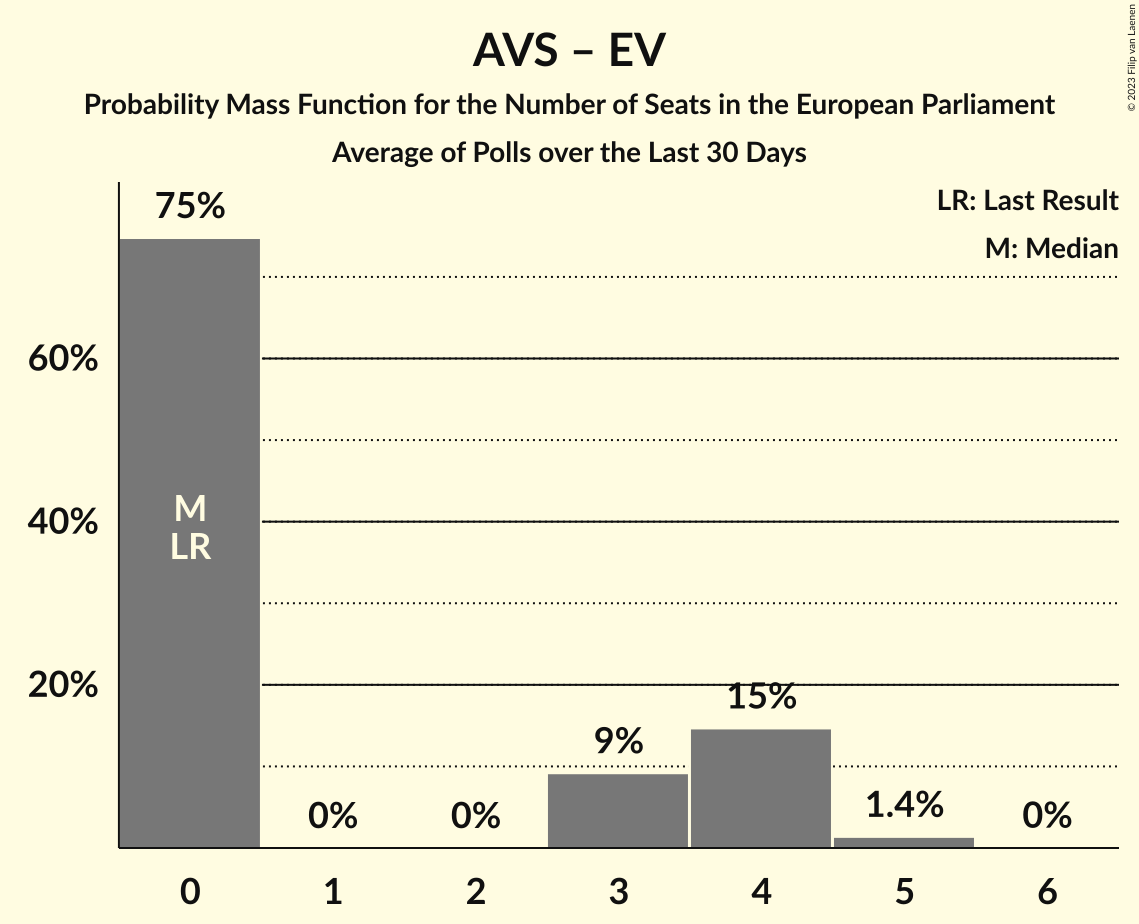 AVS – EV
Probability Mass Function for the Number of Seats in the European Parliament
Average of Polls over the Last 30 Days
© 2023 Filip van Laenen
LR: Last Result
M: Median
75%
60%
40%
20%
M
LR
0%
0%
9%
15%
1.4%
0%
0 1 2 3 4 5 6